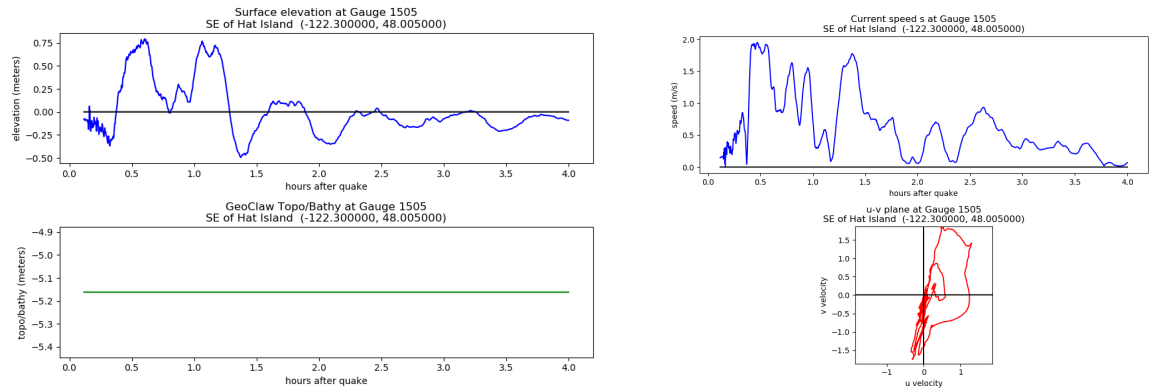 Surface elevation at Gauge 1505
SE of Hat Island (-122.300000, 48.005000)
elevation (meters)
0.75
0.50
0.25
0.00
−0.25
−0.50
0.0 0.5 1.0 1.5 2.0 2.5 3.0 3.5 4.0
hours after quake
GeoClaw Topo/Bathy at Gauge 1505
SE of Hat Island (-122.300000, 48.005000)
topo/bathy (meters)
−4.9
−5.0
−5.1
−5.2
−5.3
−5.4
0.0 0.5 1.0 1.5 2.0 2.5 3.0 3.5 4.0
hours after quake
Current speed s at Gauge 1505
SE of Hat Island (-122.300000, 48.005000)
speed (m/s)
2.0
1.5
1.0
0.5
0.0
0.0 0.5 1.0 1.5 2.0 2.5 3.0 3.5 4.0
hours after quake
u-v plane at Gauge 1505
SE of Hat Island (-122.300000, 48.005000)
v velocity
1.5
1.0
0.5
0.0
−0.5
−1.0
−1.5
−1 0 1
u velocity